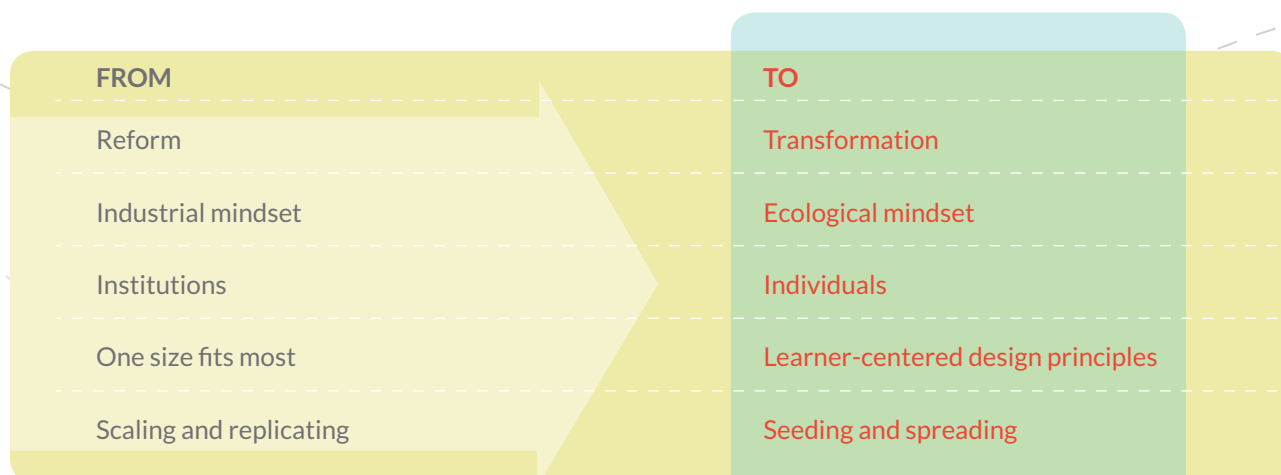 FROM TO
Reform Transformation
Industrial mindset Ecological mindset
Institutions Individuals
One size fits most Learner-centered design principles
Scaling and replicating Seeding and spreading